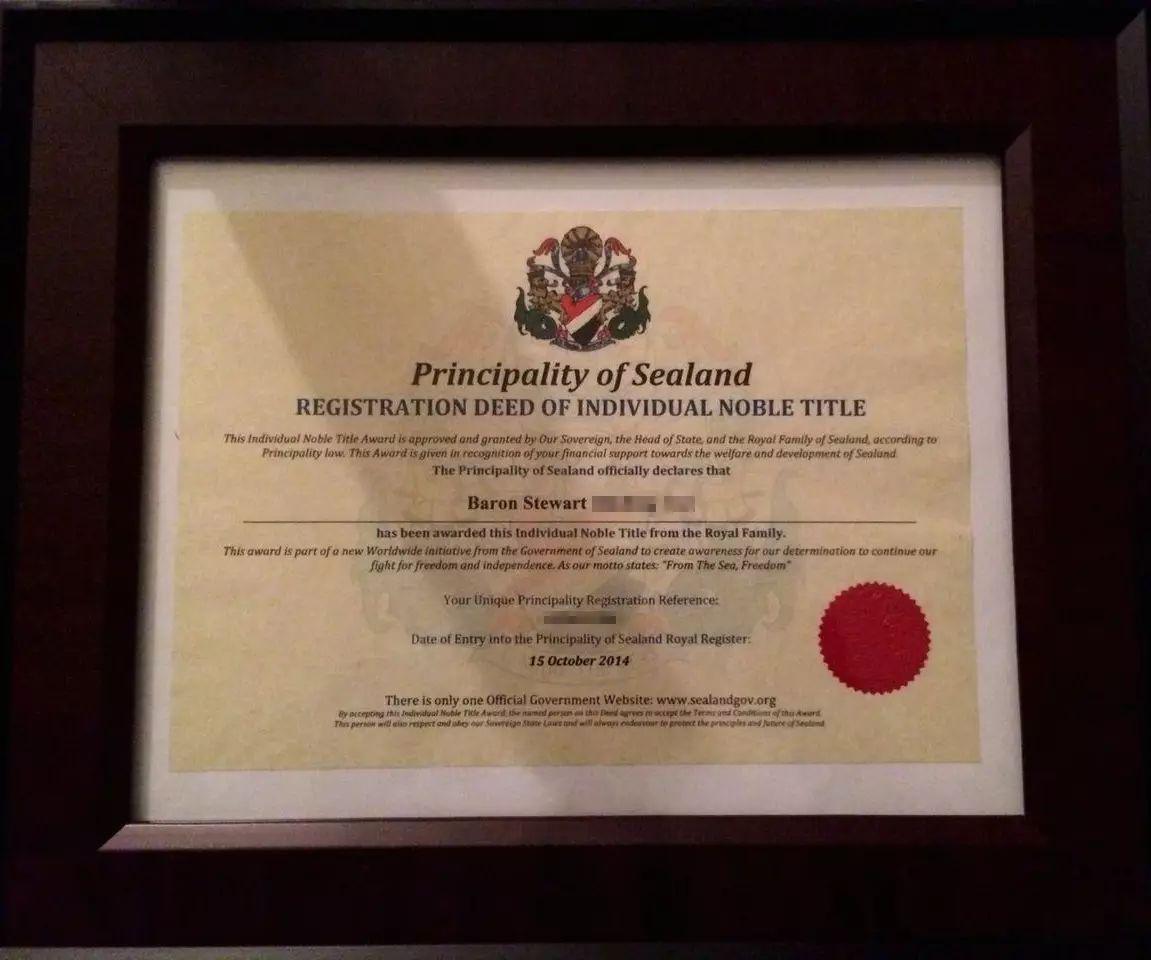 Principality of Sealand
REGISTRATION DEED OF INDIVIDUAL NOBLE TITLE
This Individual Noble Title Award is approved and granted by Our Sovereign, the Head of State, and the Royal Family of Sealand, according to
Principality law. This Award is given in recognition of your financial support towards the welfare and development of Sealand
The Principality of Sealand officially declares that
Baron Stewart
has been awarded this Individual Noble Title from the Royal Family.
This award is part of a new Worldwide initiative from the Government of Sealand to create awareness for our determination to continue our
fight for freedom and independence. As our motto states: "From The Sea, Freedom"
Your Unique Principality Registration Reference:
Date of Entry into the Principality of Sealand Royal Register:
15 October 2014
There is only one Official Government Website: www.sealandgov.org
By accepting this Individual Noble Title Award, the named person on this Deed agrees to accept the Terms and Conditions of this Award.
This person will also respect and obey our Sovereign State Laws and will always endeavour to protect the principles and future of Sealand